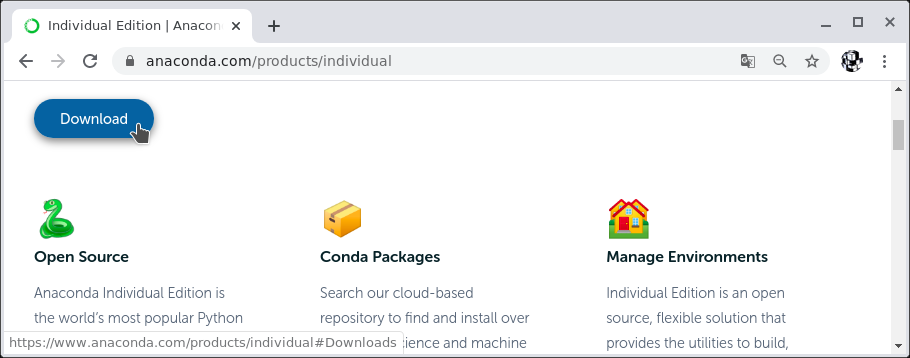 Individual Edition | Anacon
anaconda.com/products/individual
Download
Open Source
Anaconda Individual Edition is
the world's most popular Python
Conda Packages
Search our cloud-based
repository to find and install over
cience and machine
Manage Environments
Individual Edition is an open
source, flexible solution that
provides the utilities to build,
https://www.anaconda.com/products/individual#Downloads